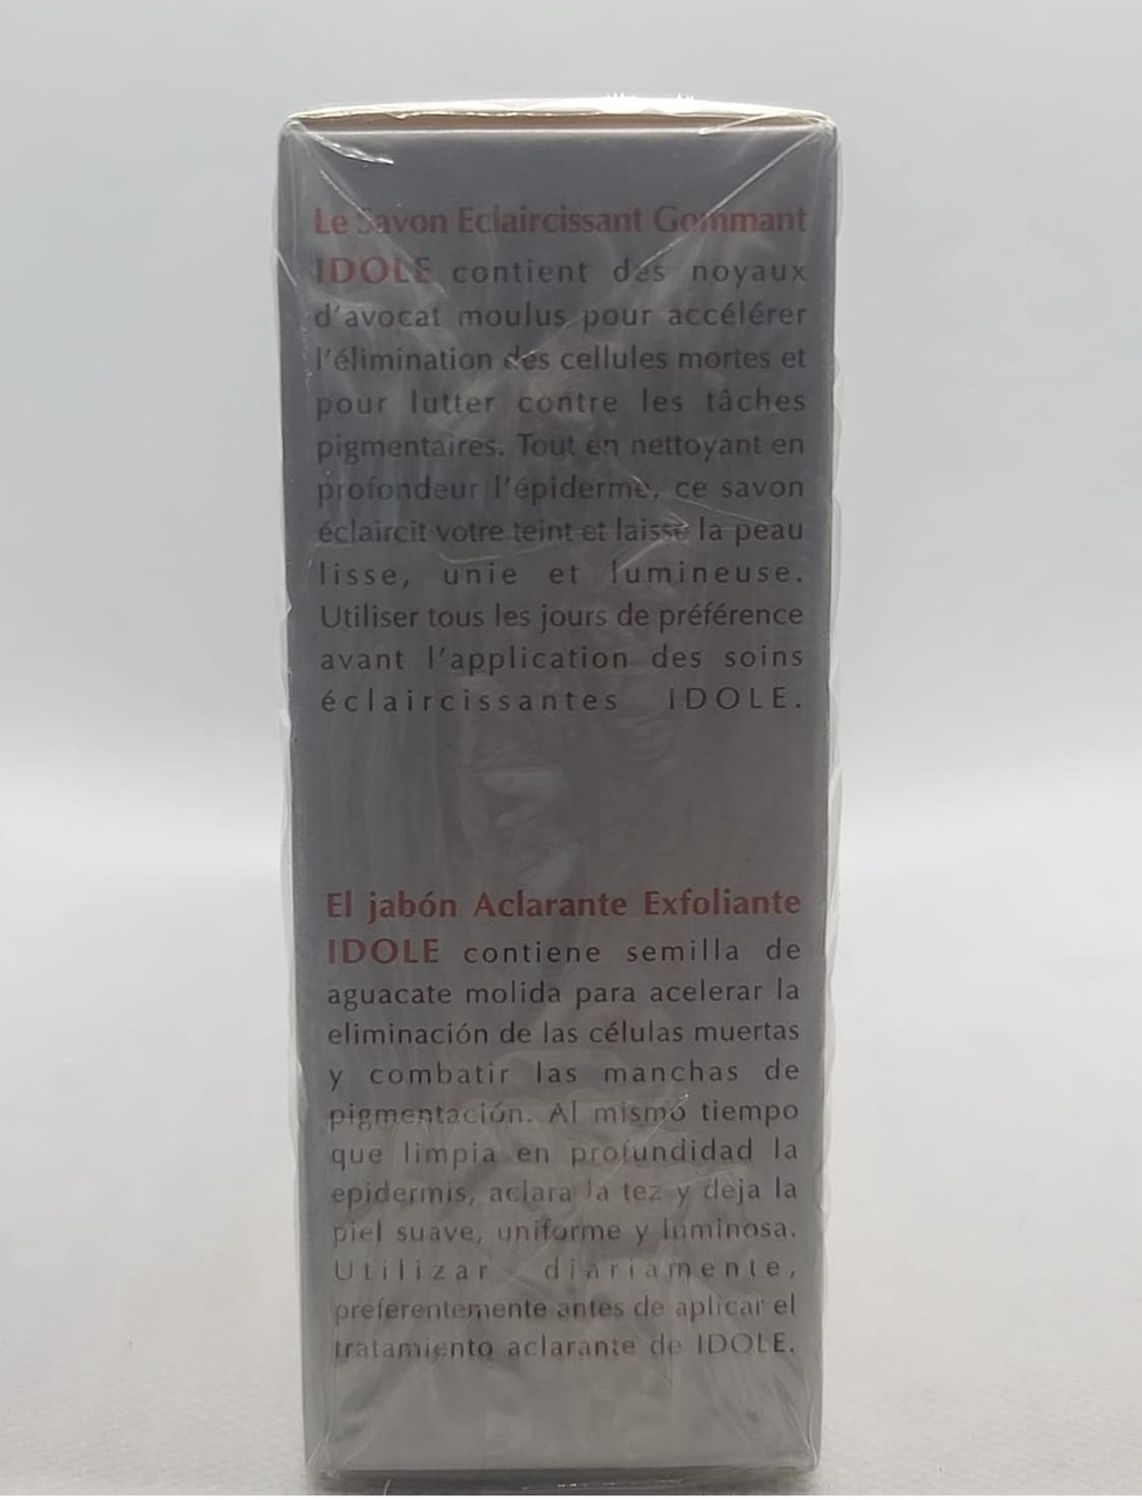 Le Savon Eclaircissant Gommant
IDOLE contient des noyaux
d'avocat moulus pour accélérer
l'élimination des cellules mortes et
pour lutter contre les tâches
pigmentaires. Tout en nettoyant en
profondeur l'épiderme, ce savon
éclaircit votre teint et laisse la peau
lisse, unie et lumineuse.
Utiliser tous les jours de préférence
avant l'application des soins
éclaircissantes IDOLE.
El jabón Aclarante Exfoliante
IDOLE contiene semilla de
aguacate molida para acelerar la
eliminación de las células muertas
y combatir las manchas de
pigmentación. Al mismo tiempo
que limpia en profundidad la
epidermis, aclara la tez y deja la
piel suave, uniforme y luminosa.
Utilizar diariamente,
preferentemente antes de aplicar el
tratamiento aclarante de IDOLE.